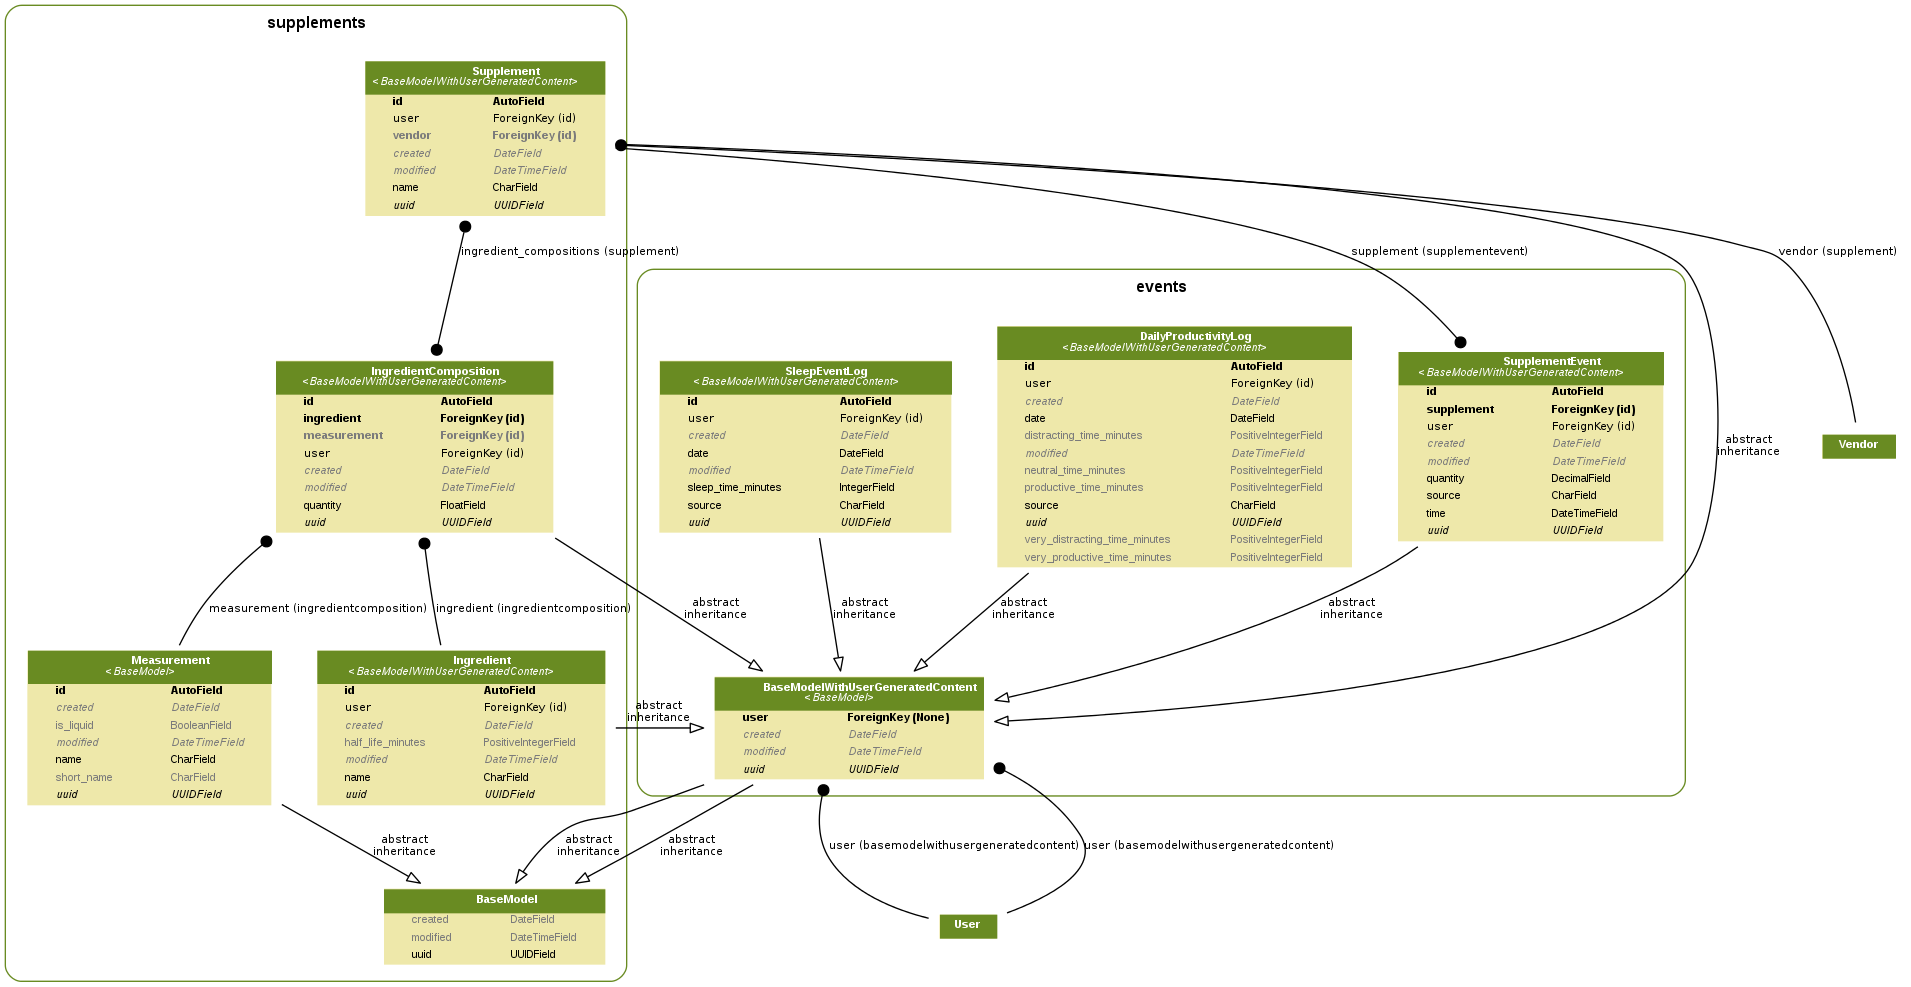 supplements
Supplement
<BaseModelWithUserGeneratedContent>
id AutoField
user ForeignKey (id)
vendor ForeignKey (id)
created DateField
modified DateTimeField
name CharField
uuid UUIDField
ingredient_compositions (supplement)
supplement (supplementevent)
vendor (supplement)
events
IngredientComposition
<BaseModelWithUserGeneratedContent>
id AutoField
ingredient ForeignKey (id)
measurement ForeignKey (id)
user ForeignKey (id)
created DateField
modified DateTimeField
quantity FloatField
uuid UUIDField
SleepEventLog
<BaseModelWithUserGeneratedContent>
id AutoField
user ForeignKey (id)
created DateField
date DateField
modified DateTimeField
sleep_time_minutes IntegerField
source CharField
uuid UUIDField
DailyProductivityLog
<BaseModelWithUserGeneratedContent>
id AutoField
user ForeignKey (id)
created DateField
date DateField
distracting_time_minutes PositiveIntegerField
modified DateTimeField
neutral_time_minutes PositiveIntegerField
productive_time_minutes PositiveIntegerField
source CharField
uuid UUIDField
very_distracting_time_minutes PositiveIntegerField
very_productive_time_minutes PositiveIntegerField
SupplementEvent
<BaseModelWithUserGeneratedContent>
id AutoField
supplement ForeignKey (id)
user ForeignKey (id)
created DateField
modified DateTimeField
quantity DecimalField
source CharField
time DateTimeField
uuid UUIDField
abstract
inheritance
Vendor
measurement (ingredientcomposition)
ingredient (ingredientcomposition)
abstract
inheritance
abstract
inheritance
abstract
inheritance
abstract
inheritance
Measurement
<BaseModel>
id AutoField
created DateField
is_liquid BooleanField
modified DateTimeField
name CharField
short_name CharField
uuid UUIDField
Ingredient
<BaseModelWithUserGeneratedContent>
id AutoField
user ForeignKey (id)
created DateField
half_life_minutes PositiveIntegerField
modified DateTimeField
name CharField
uuid UUIDField
abstract
inheritance
BaseModelWithUserGeneratedContent
<BaseModel>
user ForeignKey (None)
created DateField
modified DateTimeField
uuid UUIDField
abstract
inheritance
abstract
inheritance
abstract
inheritance
user (basemodelwithusergeneratedcontent)
user (basemodelwithusergeneratedcontent)
BaseModel
created DateField
modified DateTimeField
uuid UUIDField
User